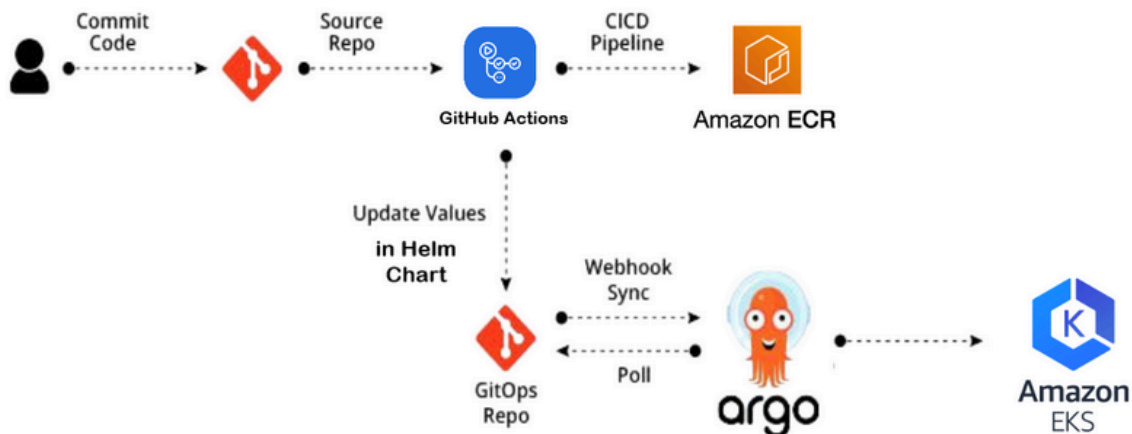 Commit
Code
Source
Repo
CICD
Pipeline
GitHub Actions
Amazon ECR
Update Values
in Helm
Chart
Webhook
Sync
Poll
GitOps
Repo
argo
K
Amazon
EKS